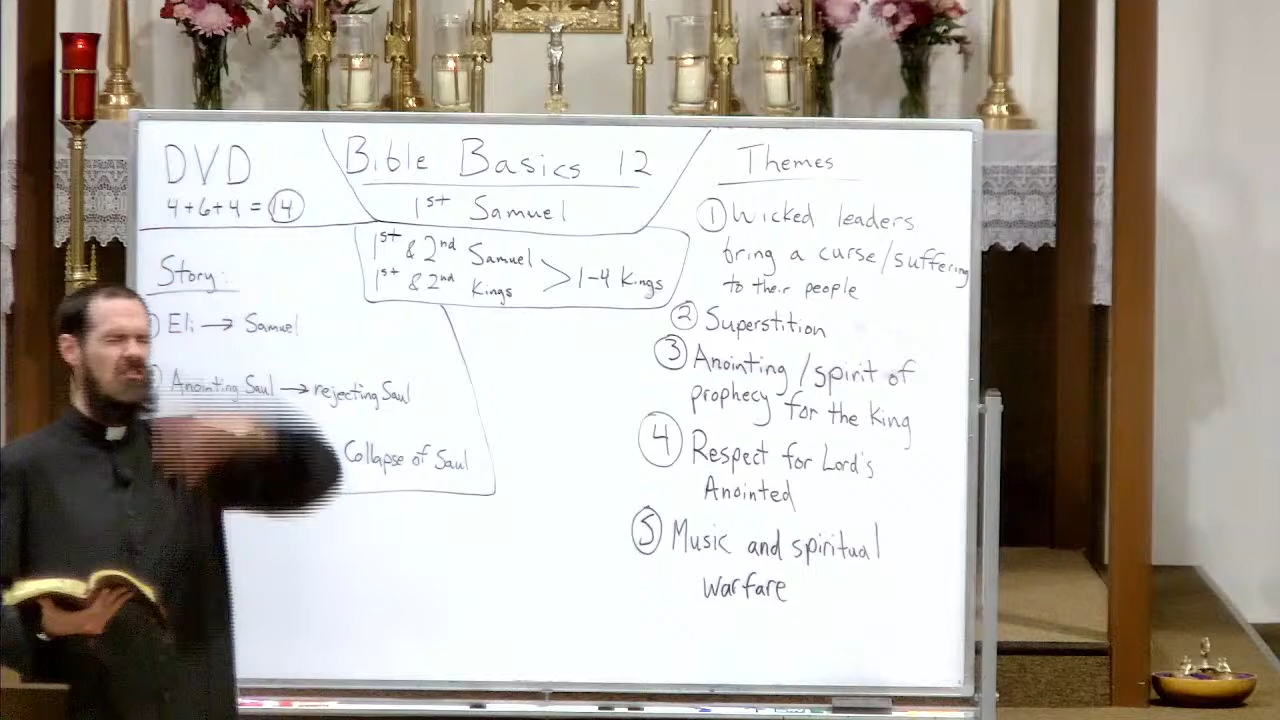 DVD
4+6+4 = 14
Bible Basics 12
1st Samuel
1st & 2nd Samuel
1st & 2nd Kings
> 1-4 Kings
Story:
Eli → Samuel
Anointing Saul → rejecting Saul
Collapse of Saul
Themes
① Wicked leaders
bring a curse/suffering
to their people
② Superstition
③ Anointing / spirit of
prophecy for the king
④ Respect for Lord's
Anointed
⑤ Music and spiritual
warfare